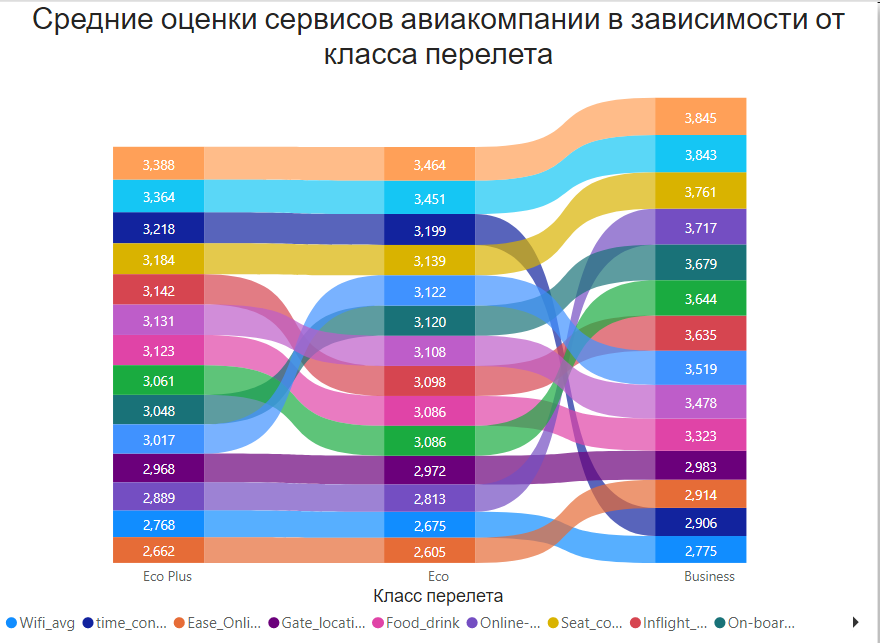 Средние оценки сервисов авиакомпании в зависимости от
класса перелета
3,388 3,464 3,845
3,364 3,451 3,843
3,218 3,199 3,761
3,184 3,139 3,717
3,142 3,122 3,679
3,131 3,120 3,644
3,123 3,108 3,635
3,061 3,098 3,519
3,048 3,086 3,478
3,017 3,086 3,323
2,968 2,972 2,983
2,889 2,813 2,914
2,768 2,675 2,906
2,662 2,605 2,775
Eco Plus Eco Business
Класс перелета
Wifi_avg time_con... Ease_Onli... Gate_locati... Food_drink Online-... Seat_co... Inflight_... On-boar...